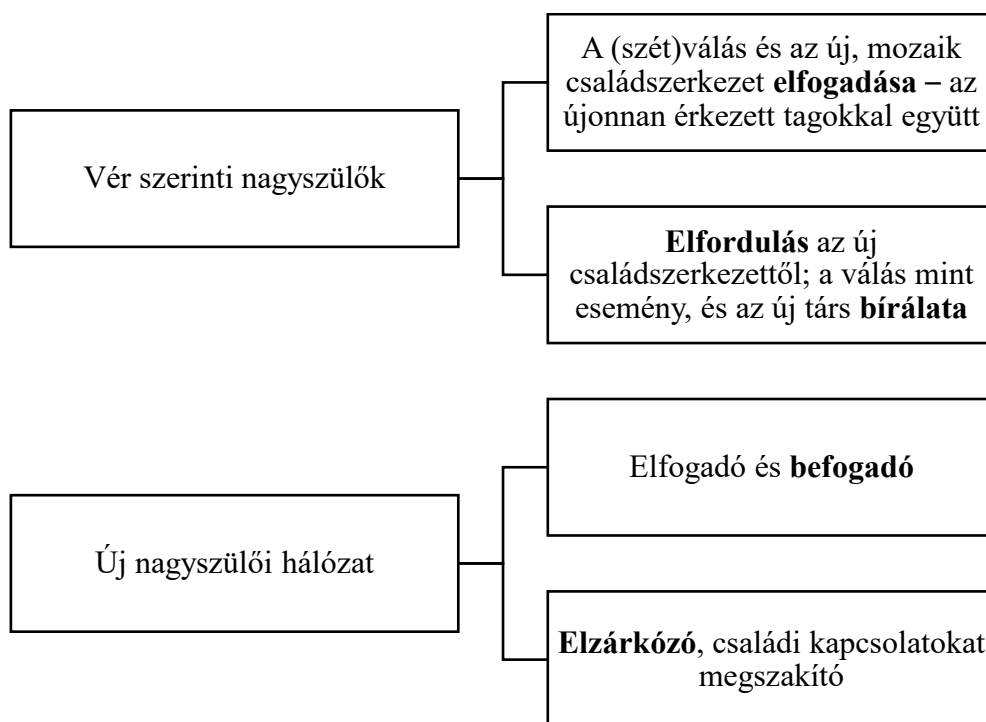 Vér szerinti nagyszülők
A (szét)válás és az új, mozaik
családszerkezet elfogadása – az
újonnan érkezett tagokkal együtt
Elfordulás az új
családszerkezettől; a válás mint
esemény, és az új társ bírálata
Új nagyszülői hálózat
Elfogadó és befogadó
Elzárkózó, családi kapcsolatokat
megszakító